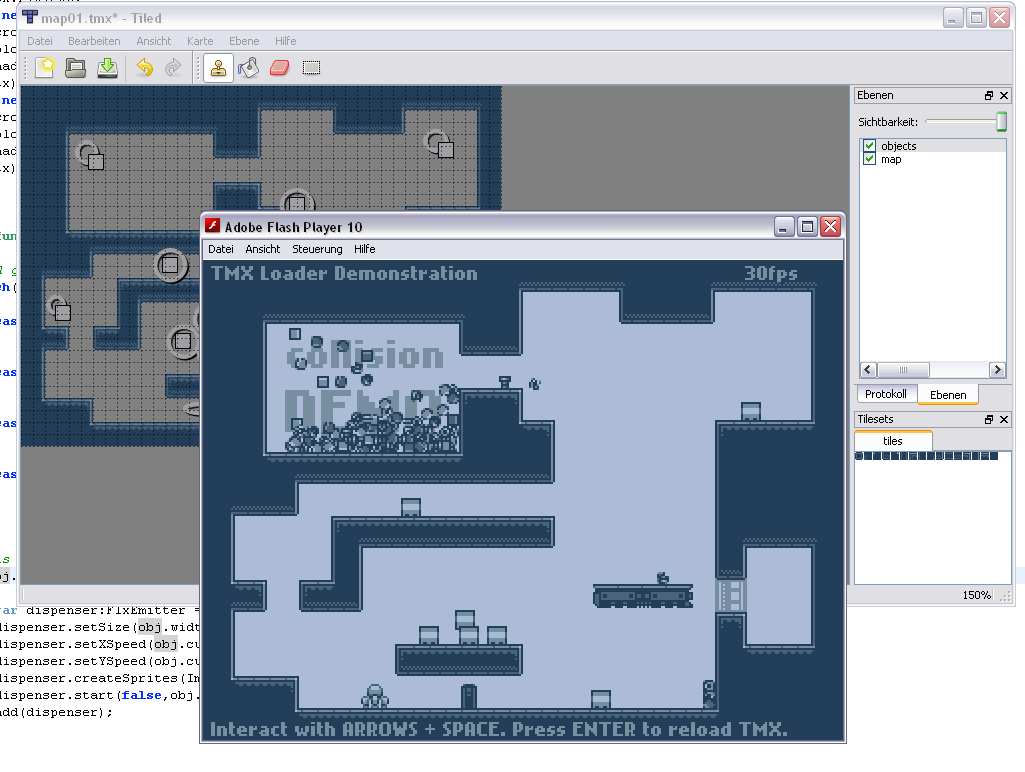 map01.tmx* - Tiled
Datei Bearbeiten Ansicht Karte Ebene Hilfe
Ebenen
Sichtbarkeit:
objects
map
Protokoll Ebenen
Tilesets
tiles
150%
Adobe Flash Player 10
Datei Ansicht Steuerung Hilfe
TMX Loader Demonstration 30fps
collision
DEMO
Interact with ARROWS + SPACE. Press ENTER to reload TMX.
var dispenser:FlxEmitter =
dispenser.setSize(obj.widt
dispenser.setXSpeed(obj.cu
dispenser.setYSpeed(obj.cu
dispenser.createSprites(In
dispenser.start(false,obj.
add(dispenser);